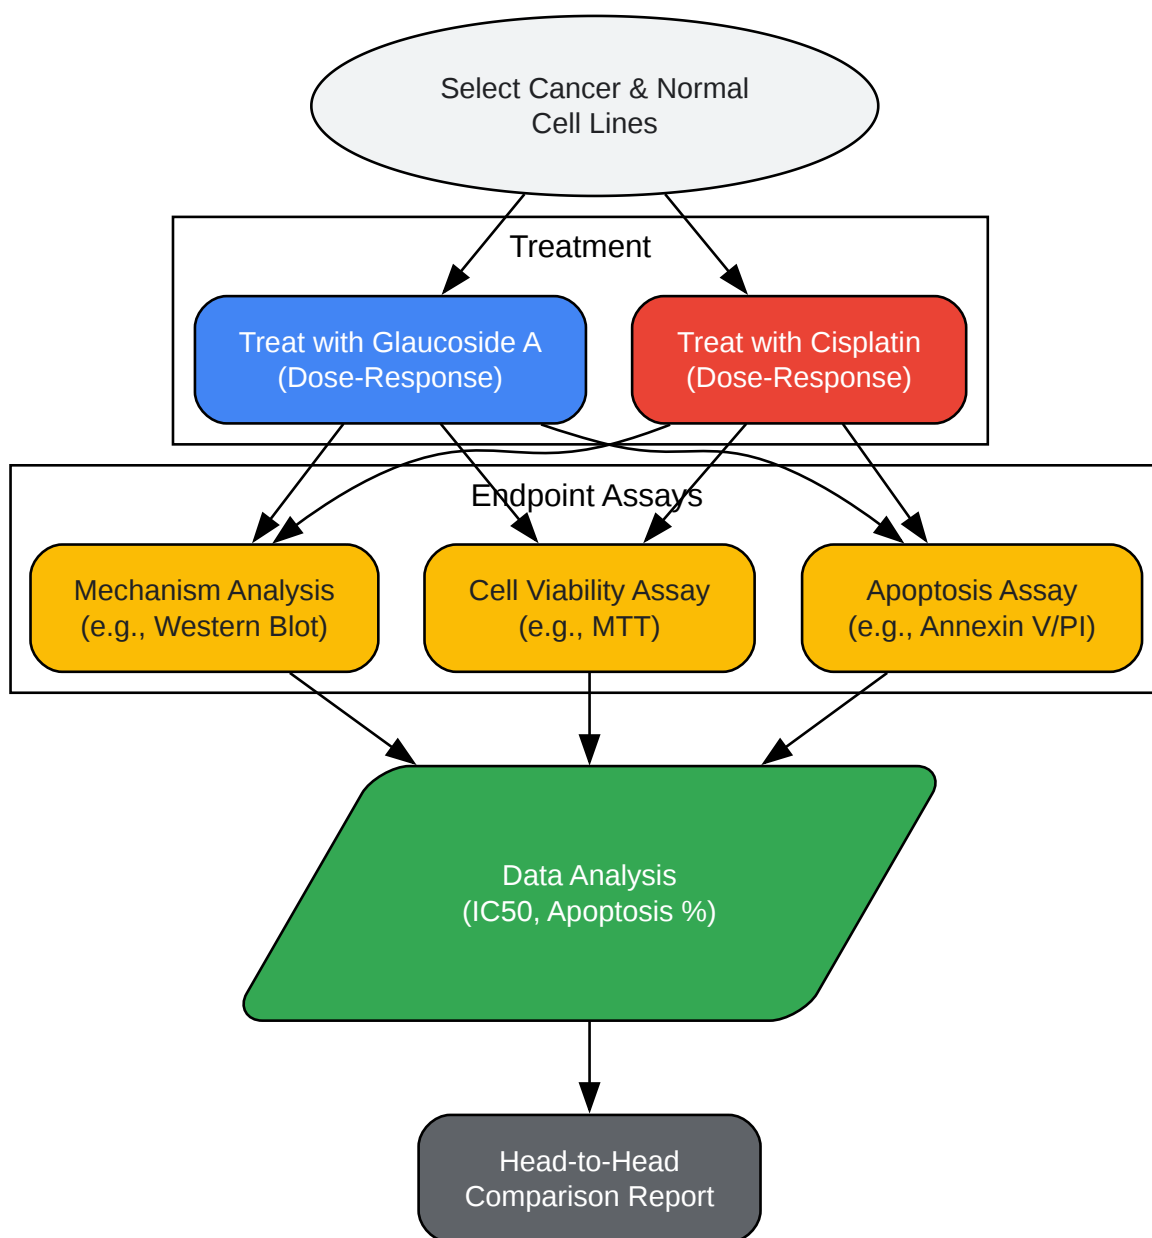 Select Cancer & Normal
Cell Lines
Treatment
Treat with Glaucoside A
(Dose-Response)
Treat with Cisplatin
(Dose-Response)
Endpoint Assays
Mechanism Analysis
(e.g., Western Blot)
Cell Viability Assay
(e.g., MTT)
Apoptosis Assay
(e.g., Annexin V/PI)
Data Analysis
(IC50, Apoptosis %)
Head-to-Head
Comparison Report